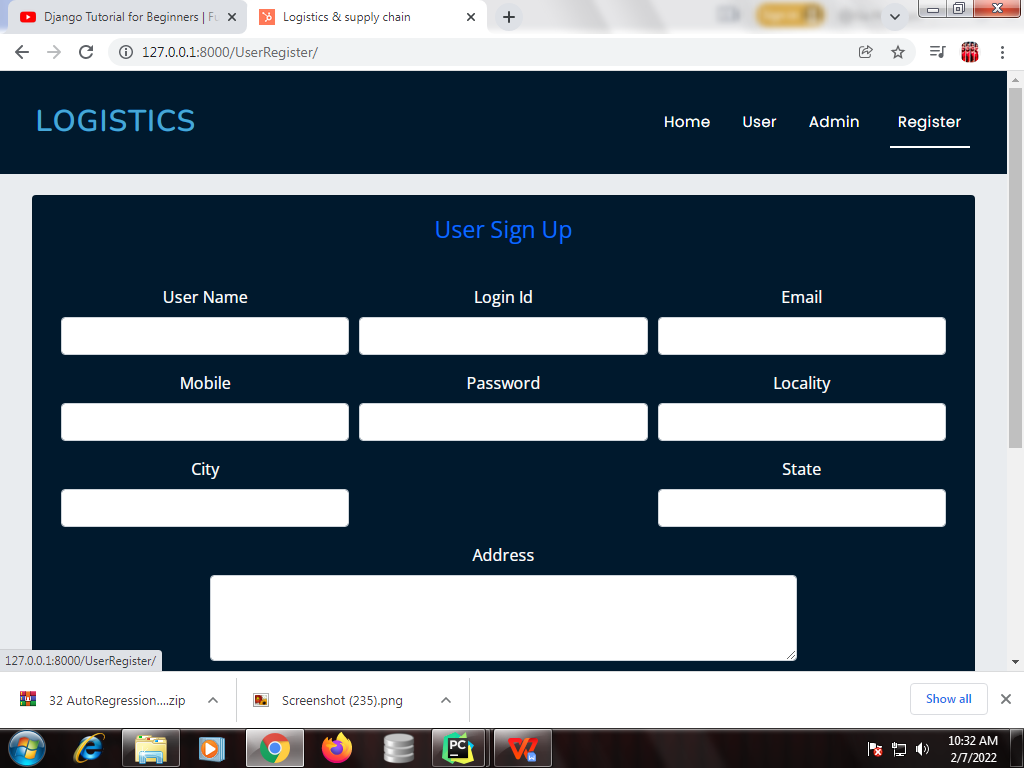 Django Tutorial for Beginners | Fu
Logistics & supply chain
127.0.0.1:8000/UserRegister/
LOGISTICS
Home User Admin Register
User Sign Up
User Name Login Id Email
Mobile Password Locality
City State
Address
127.0.0.1:8000/UserRegister/
32 AutoRegression....zip
Screenshot (235).png
Show all
PC
10:32 AM
2/7/2022